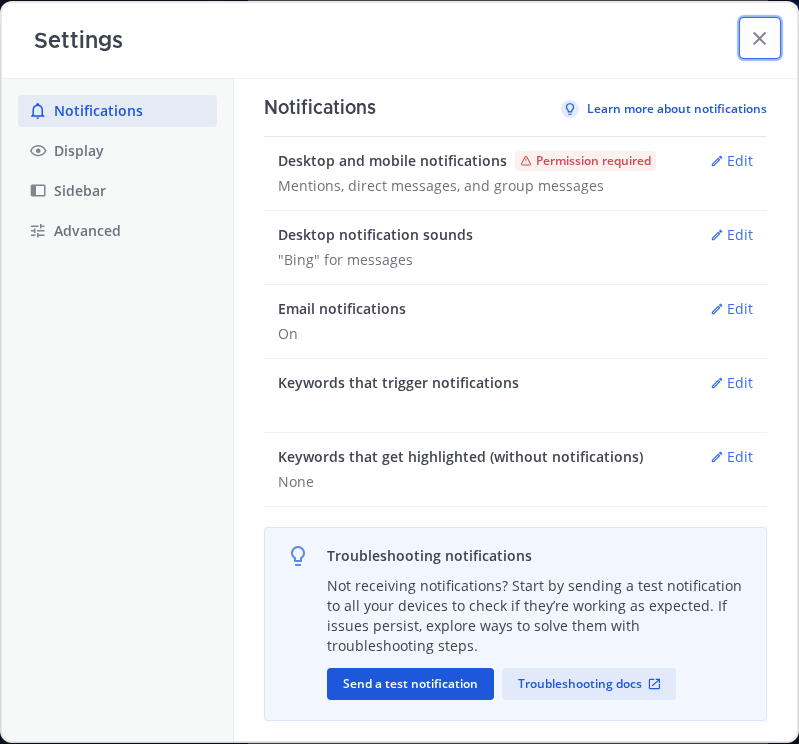 Settings
Notifications
Display
Sidebar
Advanced
Notifications
Learn more about notifications
Desktop and mobile notifications
Permission required
Edit
Mentions, direct messages, and group messages
Desktop notification sounds
Edit
"Bing" for messages
Email notifications
Edit
On
Keywords that trigger notifications
Edit
Keywords that get highlighted (without notifications)
Edit
None
Troubleshooting notifications
Not receiving notifications? Start by sending a test notification
to all your devices to check if they’re working as expected. If
issues persist, explore ways to solve them with
troubleshooting steps.
Send a test notification
Troubleshooting docs